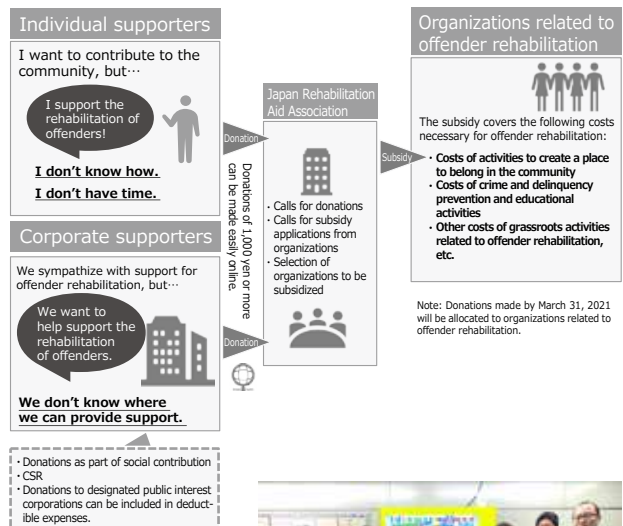 Individual supporters
I want to contribute to the
community, but…
I support the
rehabilitation of
offenders!
I don't know how.
I don't have time.
Corporate supporters
We sympathize with support for
offender rehabilitation, but…
We want to
help support the
rehabilitation
of offenders.
We don't know where
we can provide support.
・Donations as part of social contribution
・CSR
・Donations to designated public interest
corporations can be included in deduct-
ible expenses.
Donation
Donations of 1,000 yen or more
can be made easily online.
Donation
Japan Rehabilitation
Aid Association
・Calls for donations
・Calls for subsidy
applications from
organizations
・Selection of
organizations to be
subsidized
Subsidy
Organizations related to
offender rehabilitation
The subsidy covers the following costs
necessary for offender rehabilitation:
・Costs of activities to create a place
to belong in the community
・Costs of crime and delinquency
prevention and educational
activities
・Other costs of grassroots activities
related to offender rehabilitation,
etc.
Note: Donations made by March 31, 2021
will be allocated to organizations related to
offender rehabilitation.